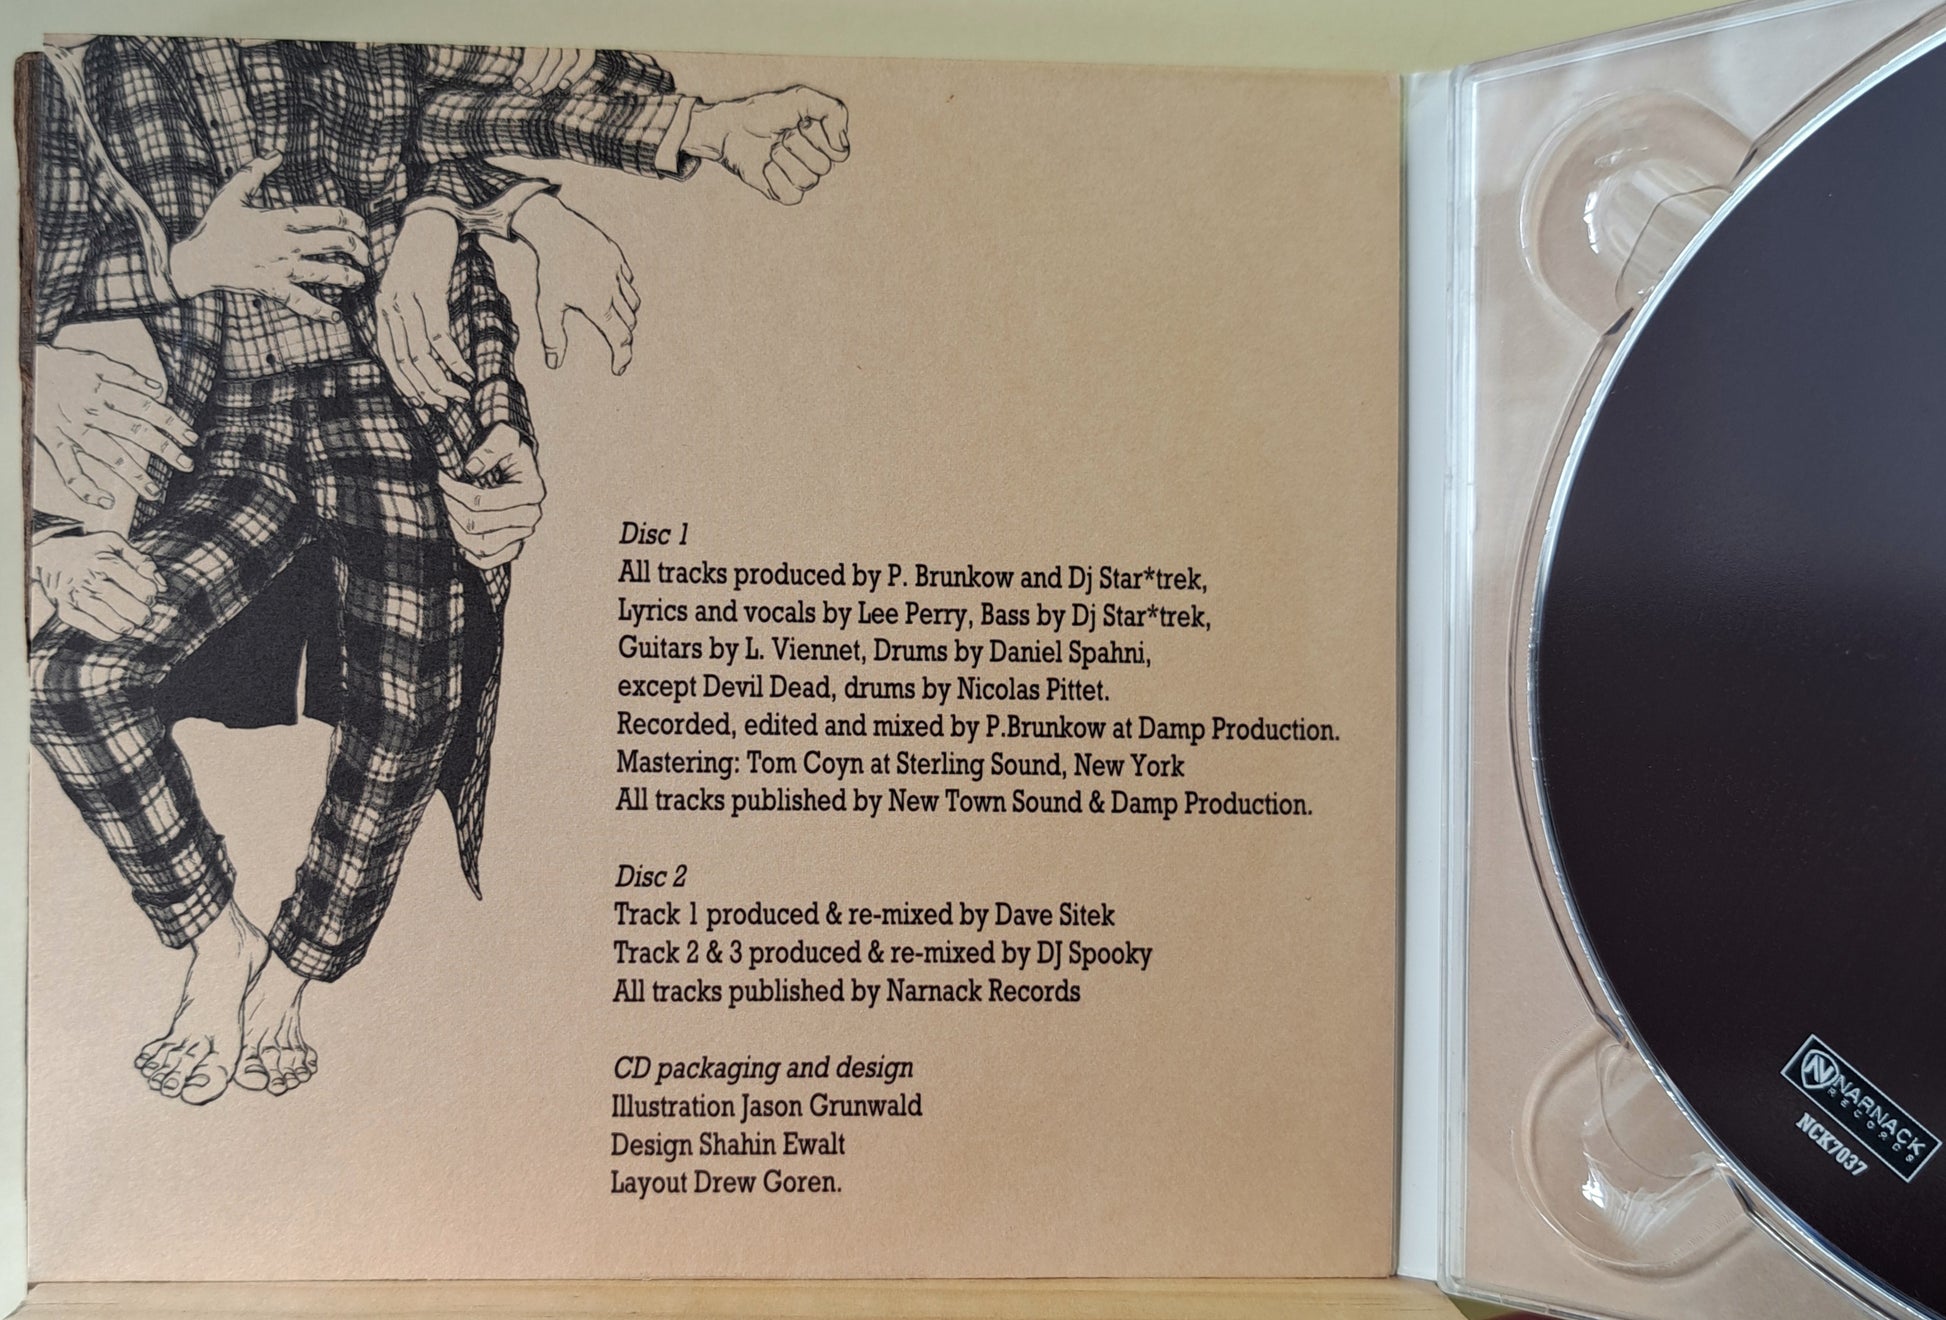 Disc 1
All tracks produced by P. Brunkow and Dj Star*trek,
Lyrics and vocals by Lee Perry, Bass by Dj Star*trek,
Guitars by L. Viennet, Drums by Daniel Spahni,
except Devil Dead, drums by Nicolas Pittet.
Recorded, edited and mixed by P.Brunkow at Damp Production.
Mastering: Tom Coyn at Sterling Sound, New York
All tracks published by New Town Sound & Damp Production.
Disc 2
Track 1 produced & re-mixed by Dave Sitek
Track 2 & 3 produced & re-mixed by DJ Spooky
All tracks published by Narnack Records
CD packaging and design
Illustration Jason Grunwald
Design Shahin Ewalt
Layout Drew Goren.
NARNACK
RECORDS
NCK7037